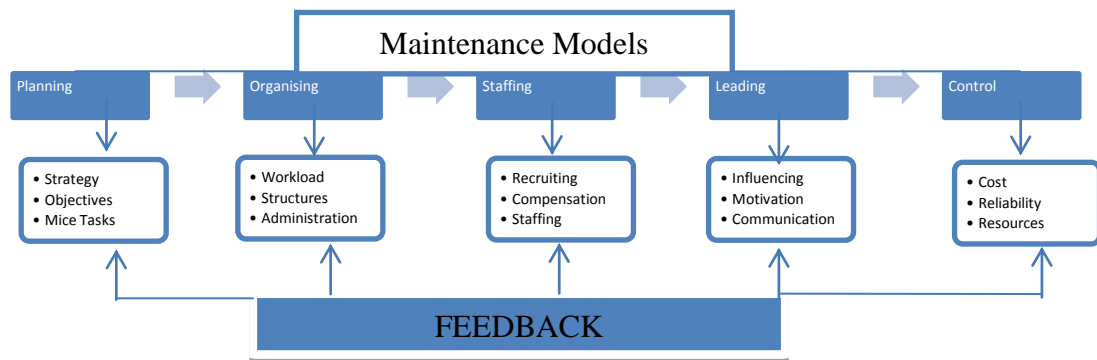 Maintenance Models
Planning
Organising
Staffing
Leading
Control
• Strategy
• Objectives
• Mice Tasks
• Workload
• Structures
• Administration
• Recruiting
• Compensation
• Staffing
• Influencing
• Motivation
• Communication
• Cost
• Reliability
• Resources
FEEDBACK